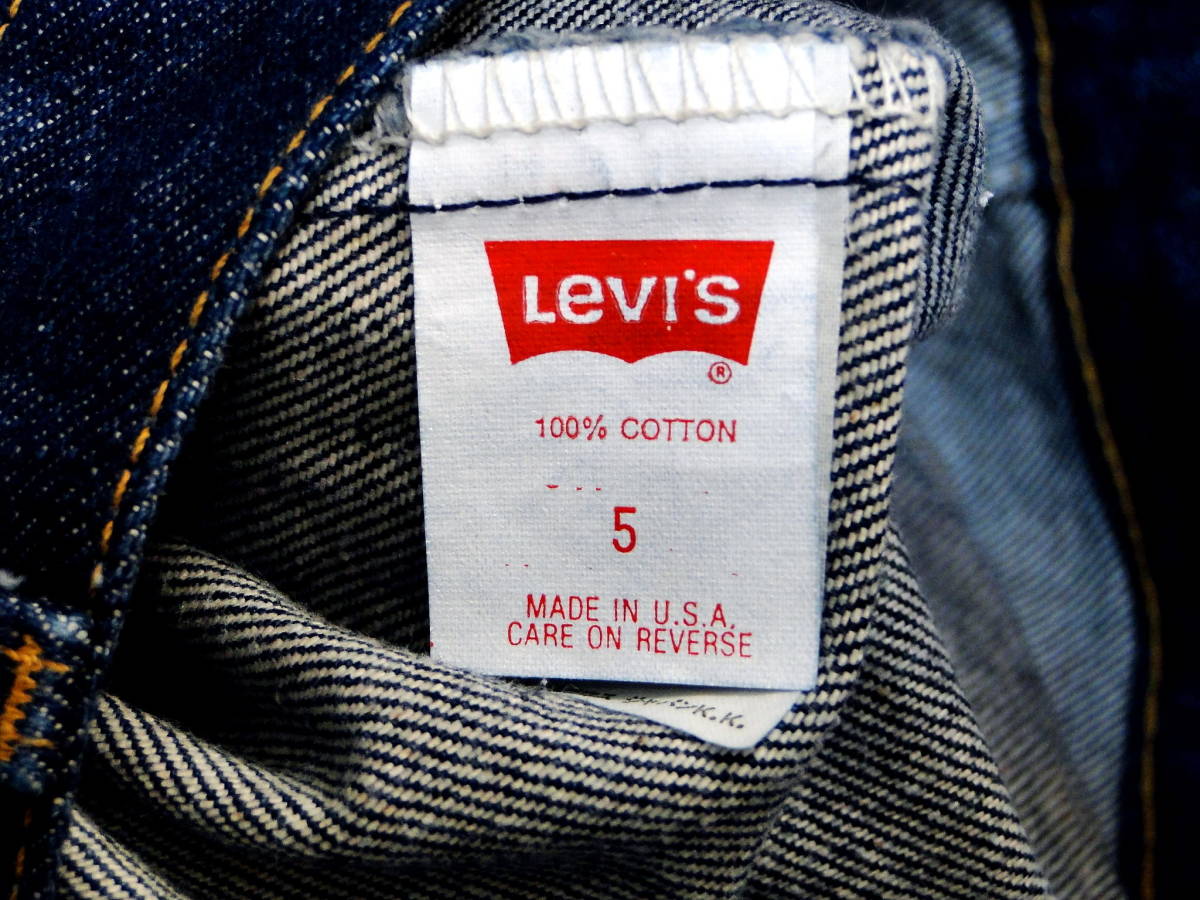 Levi's
®
100% COTTON
5
MADE IN U.S.A.
CARE ON REVERSE
K.K.